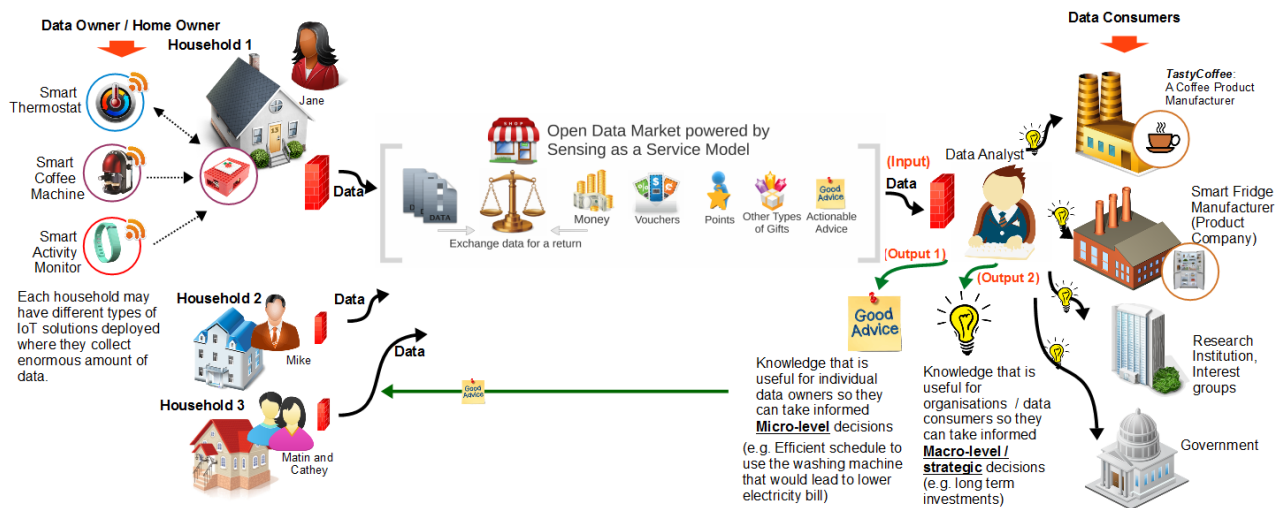 Data Owner / Home Owner
Household 1
Smart
Thermostat
Jane
Smart
Coffee
Machine
Smart
Activity
Monitor
Data
Each household may
have different types of
IoT solutions deployed
where they collect
enormous amount of
data.
Household 2
Mike
Data
Household 3
Matin and
Cathey
Data
SHOP
Open Data Market powered by
Sensing as a Service Model
DATA
Exchange data for a return
Money
Vouchers
Points
Other Types
of Gifts
Good
Advice
Actionable
Advice
(Input)
Data
Data Analyst
(Output 1)
(Output 2)
Good
Advice
Good
Advice
Knowledge that is
useful for individual
data owners so they
can take informed
Micro-level decisions
(e.g. Efficient schedule to
use the washing machine
that would lead to lower
electricity bill)
Knowledge that is
useful for
organisations / data
consumers so they
can take informed
Macro-level /
strategic decisions
(e.g. long term
investments)
Data Consumers
TastyCoffee:
A Coffee Product
Manufacturer
Smart Fridge
Manufacturer
(Product
Company)
Research
Institution,
Interest
groups
Government